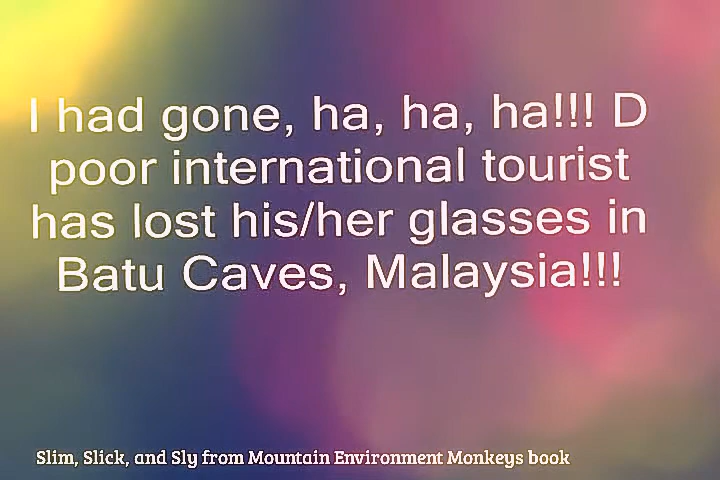 I had gone, ha, ha, ha!!! D
poor international tourist
has lost his/her glasses in
Batu Caves, Malaysia!!!
Slim, Slick, and Sly from Mountain Environment Monkeys book